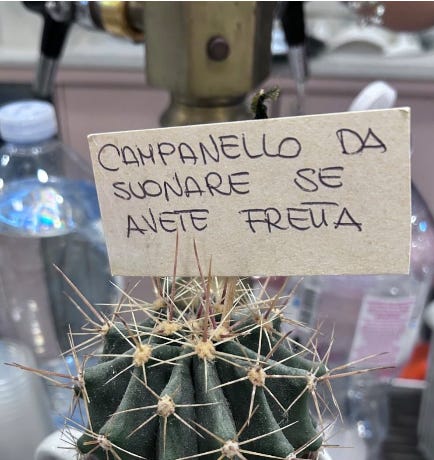 CAMPANELLO DA
SUONARE SE
AVETE FRETTA